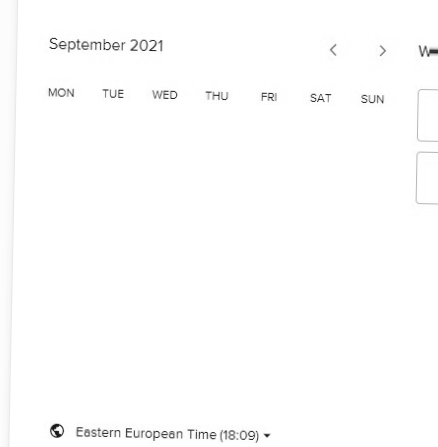 September 2021
MON TUE WED THU FRI SAT SUN
Eastern European Time (18:09)